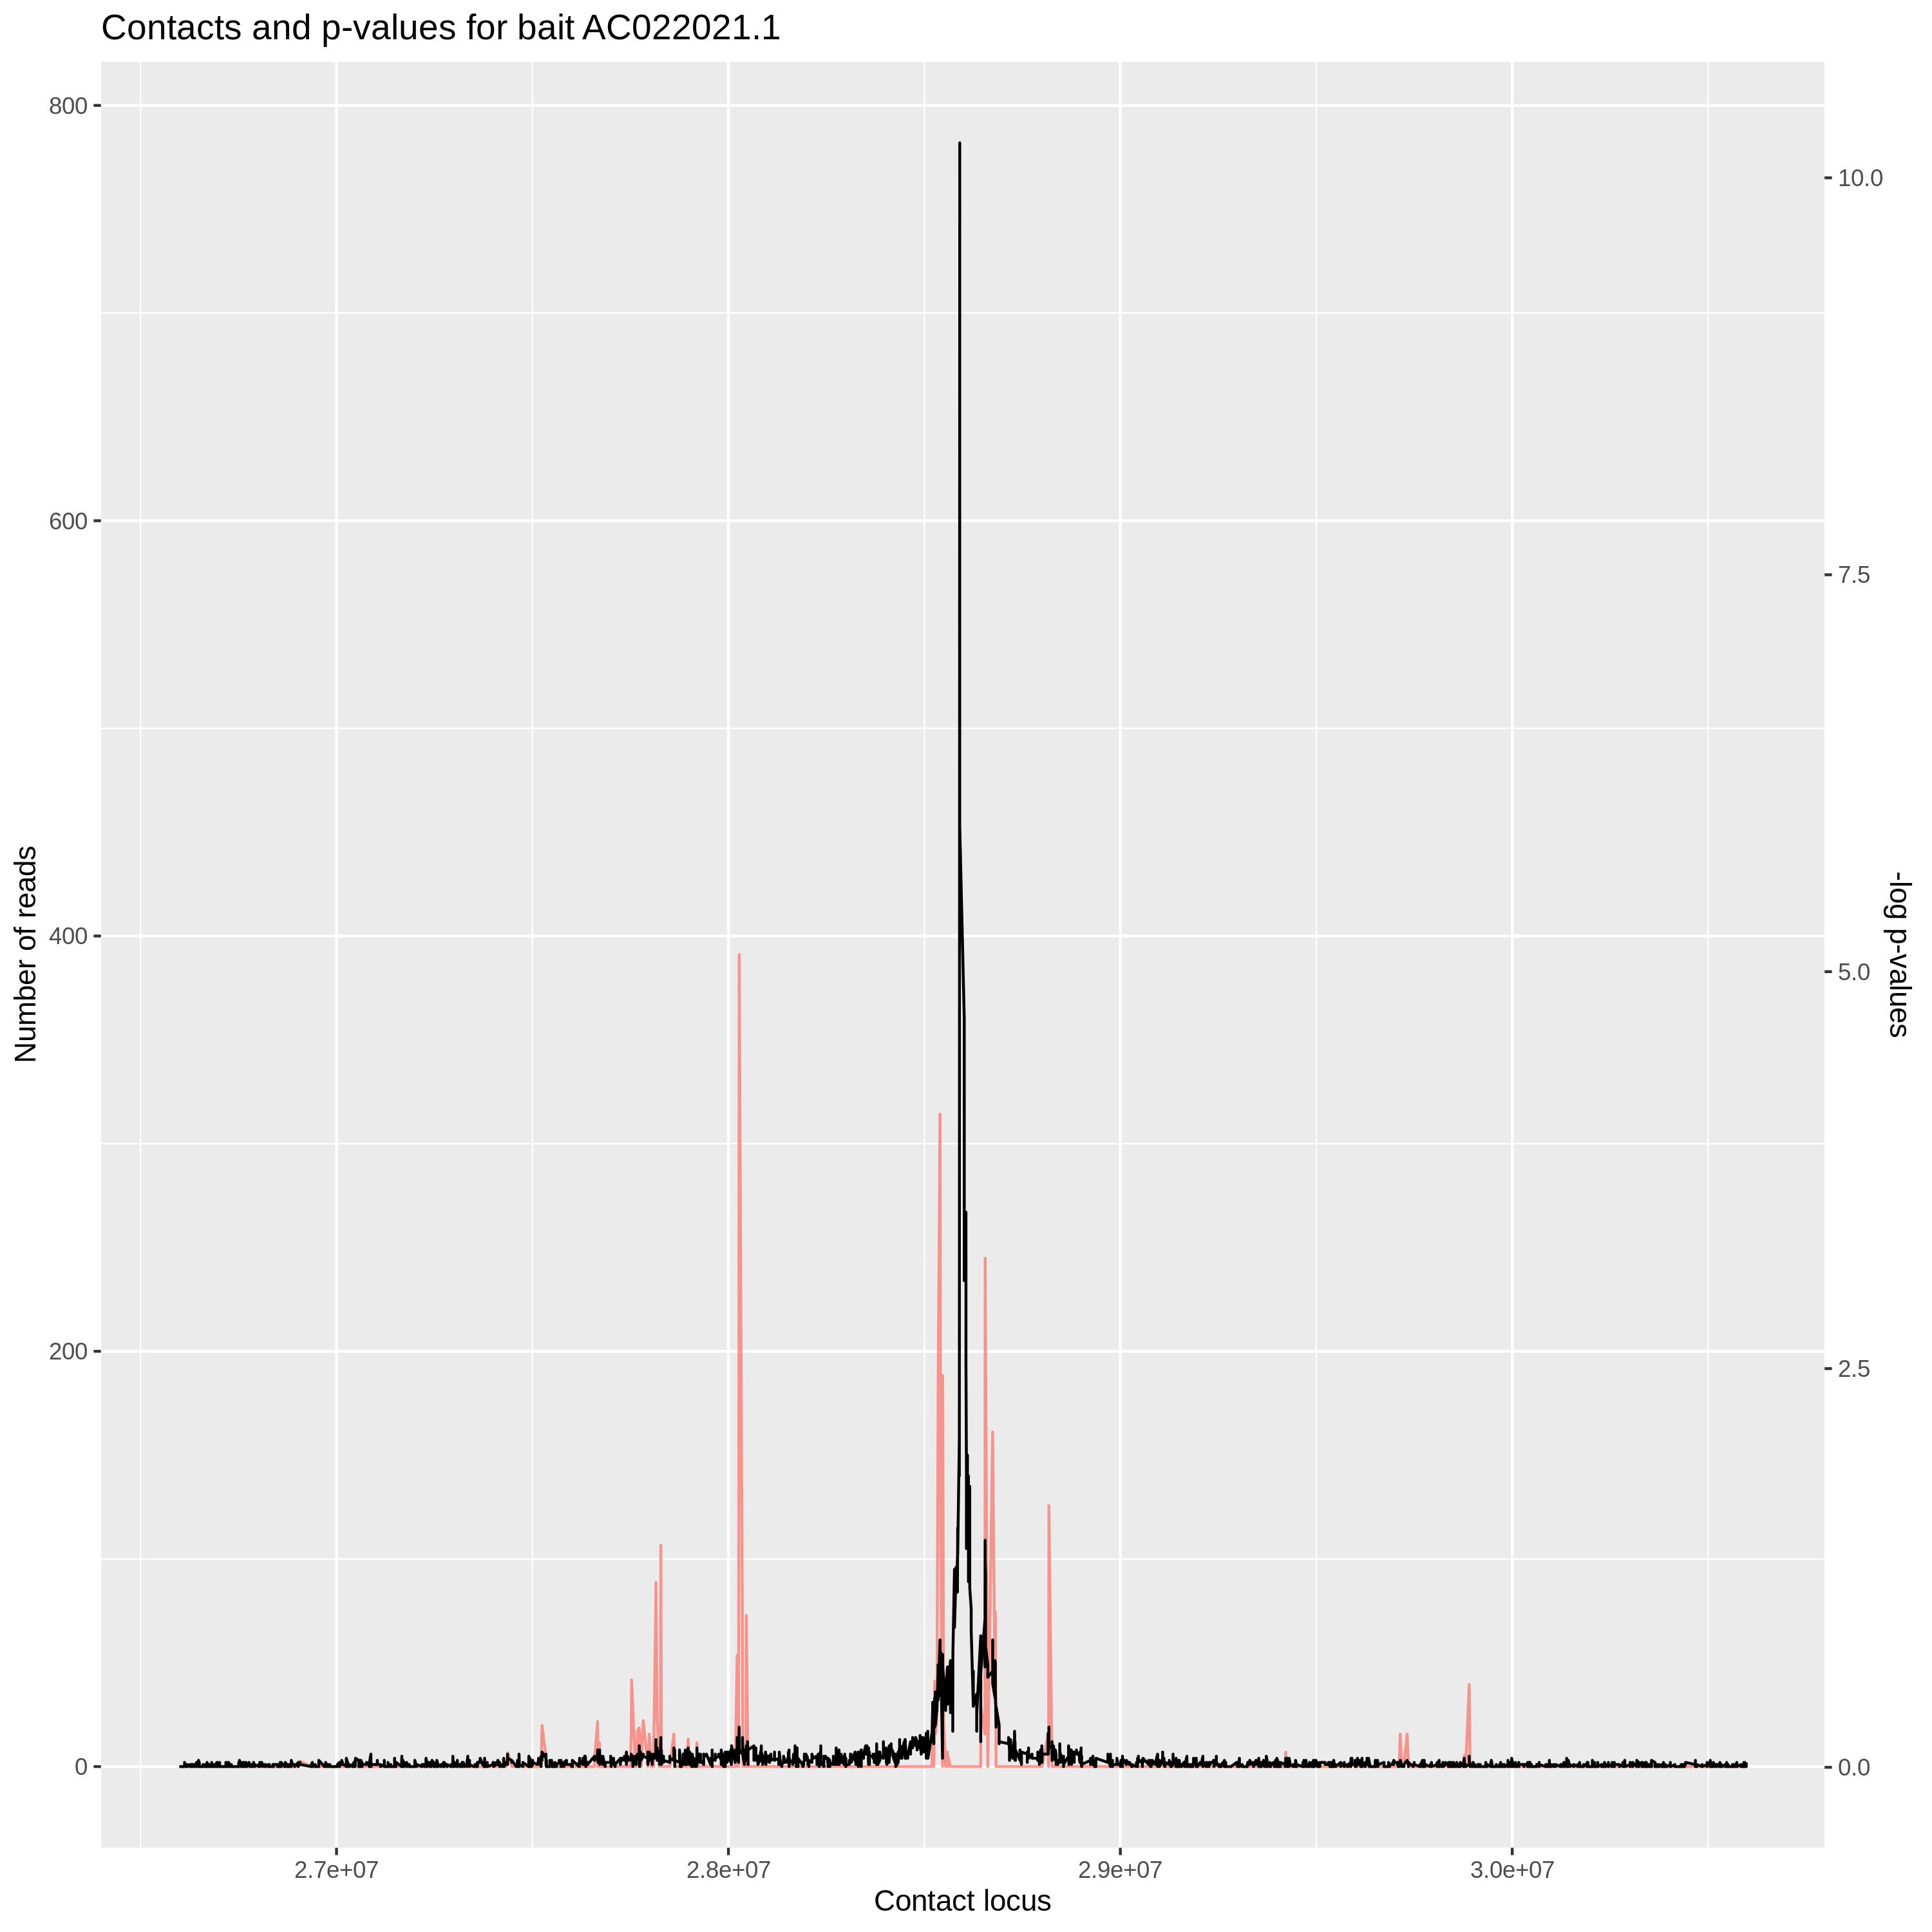 Contacts and p-values for bait AC022021.1
800
600
400
200
0
Number of reads
10.0
7.5
5.0
2.5
0.0
-log p-values
2.7e+07 2.8e+07 2.9e+07 3.0e+07
Contact locus